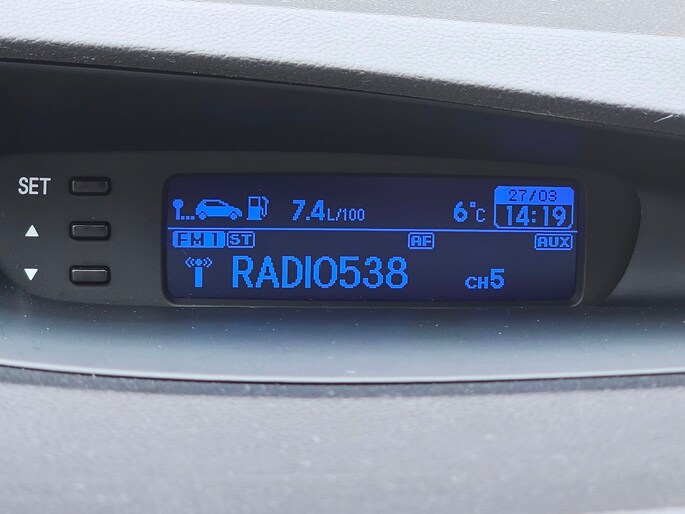 SET
7.4L/100
6°C
27/03
14:19
FM1 ST AF AUX
RADIO538 CH5